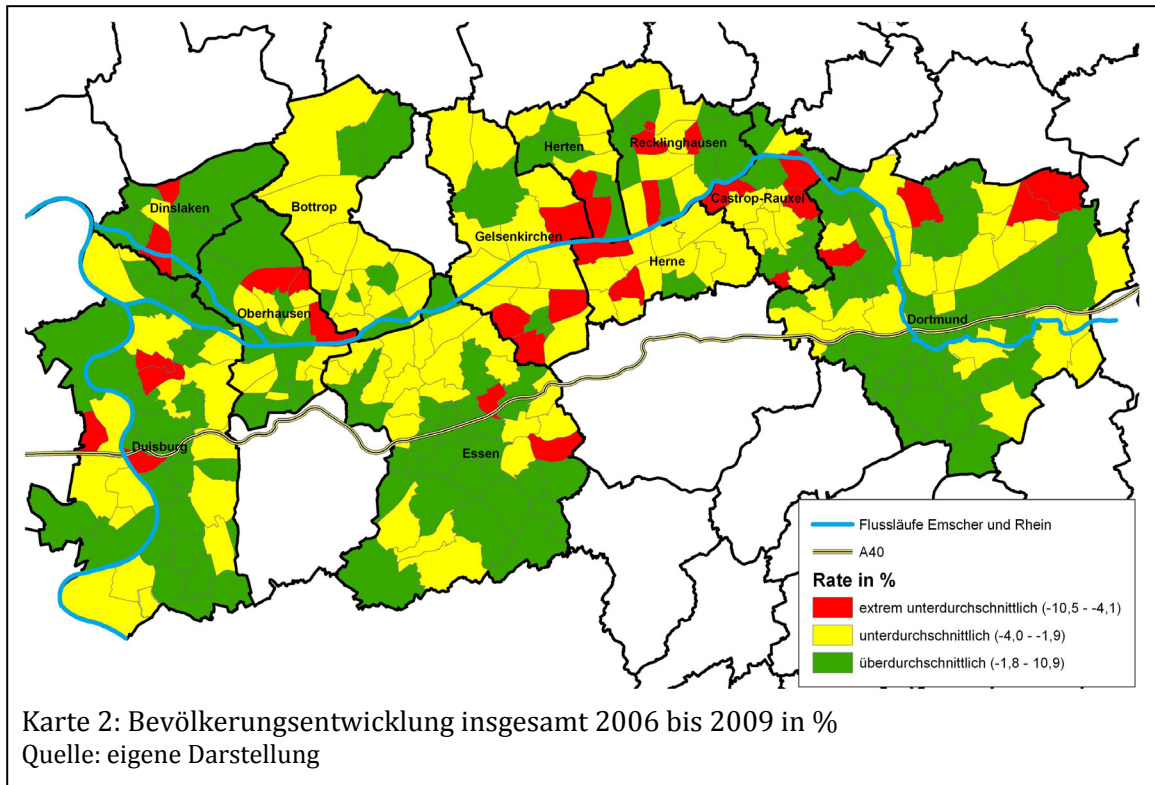 Recklinghausen
Herten
Castrop-Rauxel
Dinslaken
Bottrop
Gelsenkirchen
Herne
Oberhausen
Dortmund
Duisburg
Essen
Flussläufe Emscher und Rhein
A40
Rate in %
extrem unterdurchschnittlich (-10,5 - -4,1)
unterdurchschnittlich (-4,0 - -1,9)
überdurchschnittlich (-1,8 - 10,9)
Karte 2: Bevölkerungsentwicklung insgesamt 2006 bis 2009 in %
Quelle: eigene Darstellung